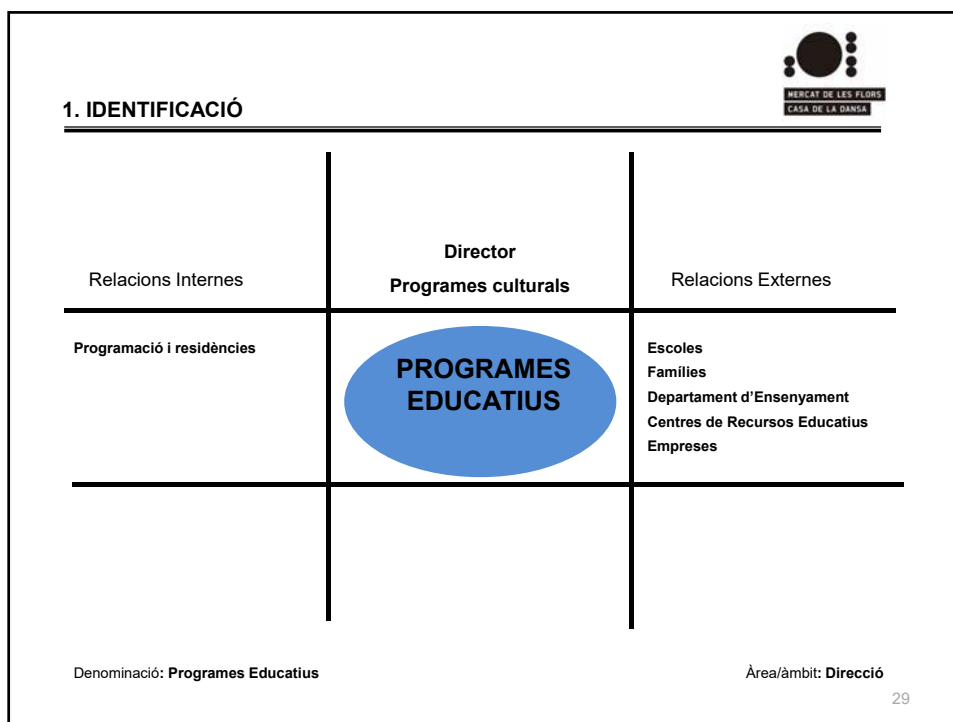 MERCAT DE LES FLORS
CASA DE LA DANSA
1. IDENTIFICACIÓ
Relacions Internes
Director
Programes culturals
Relacions Externes
Programació i residències
PROGRAMES
EDUCATIUS
Escoles
Famílies
Departament d’Ensenyament
Centres de Recursos Educatius
Empreses
Denominació: Programes Educatius
Àrea/àmbit: Direcció
29